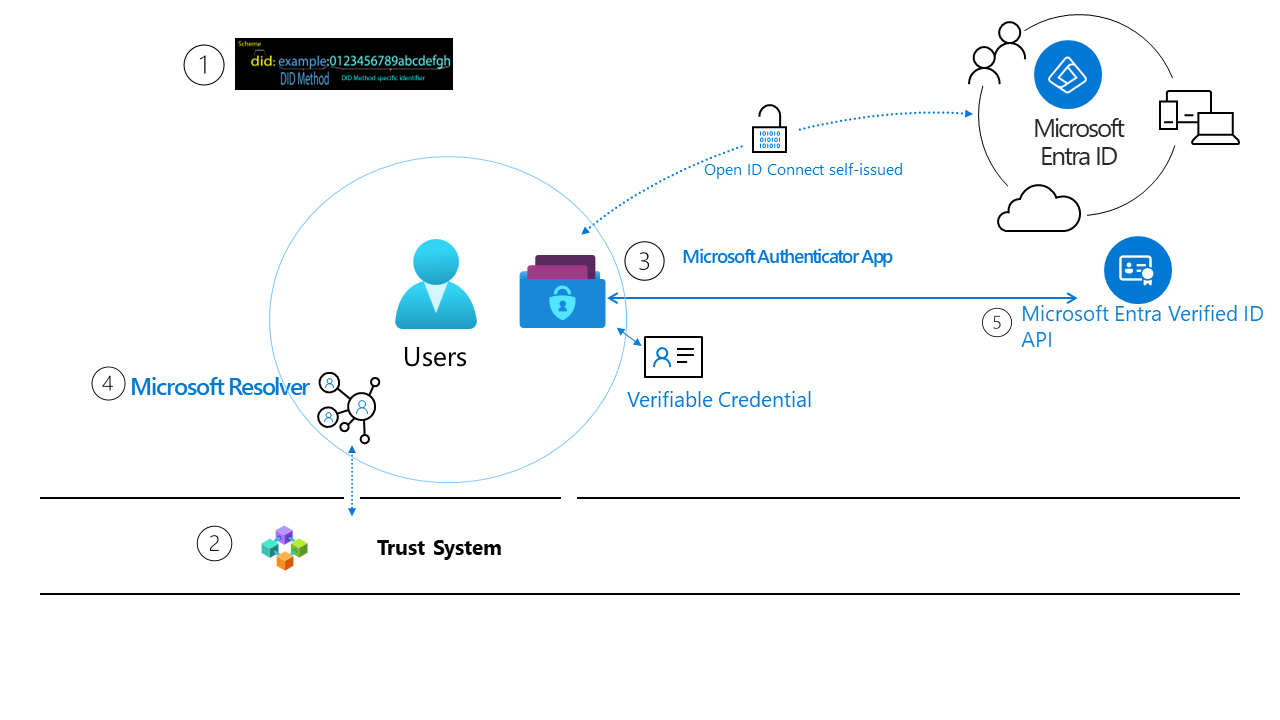 1
Scheme
did: example:0123456789abcdefgh
DID Method
DID Method specific identifier
Microsoft
Entra ID
Open ID Connect self-issued
3
Microsoft Authenticator App
5
Microsoft Entra Verified ID
API
Users
4
Microsoft Resolver
Verifiable Credential
2
Trust System